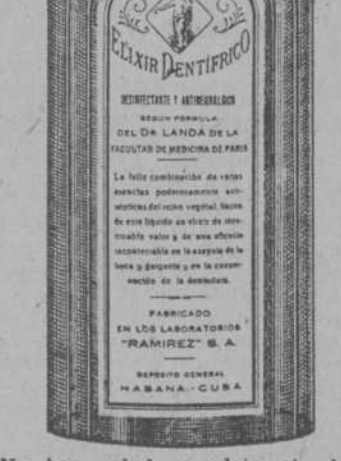 ELIXIR DENTIFRICO
DESINFECTANTE Y ANTINEURALGICO
SEGUN FORMULA
DEL DR LANDA DE LA
FACULTAD DE MEDICINA DE PARIS
La feliz combinación de varias
esencias poderosamente anti-
sépticas del reino vegetal, hacen
de este líquido un elixir de ines-
timable valor y de una eficacia
incontestable en la asepsia de la
boca y garganta y en la conser-
vación de la dentadura.
FABRICADO
EN LOS LABORATORIOS
"RAMIREZ" S. A.
DEPOSITO GENERAL
HABANA.-CUBA